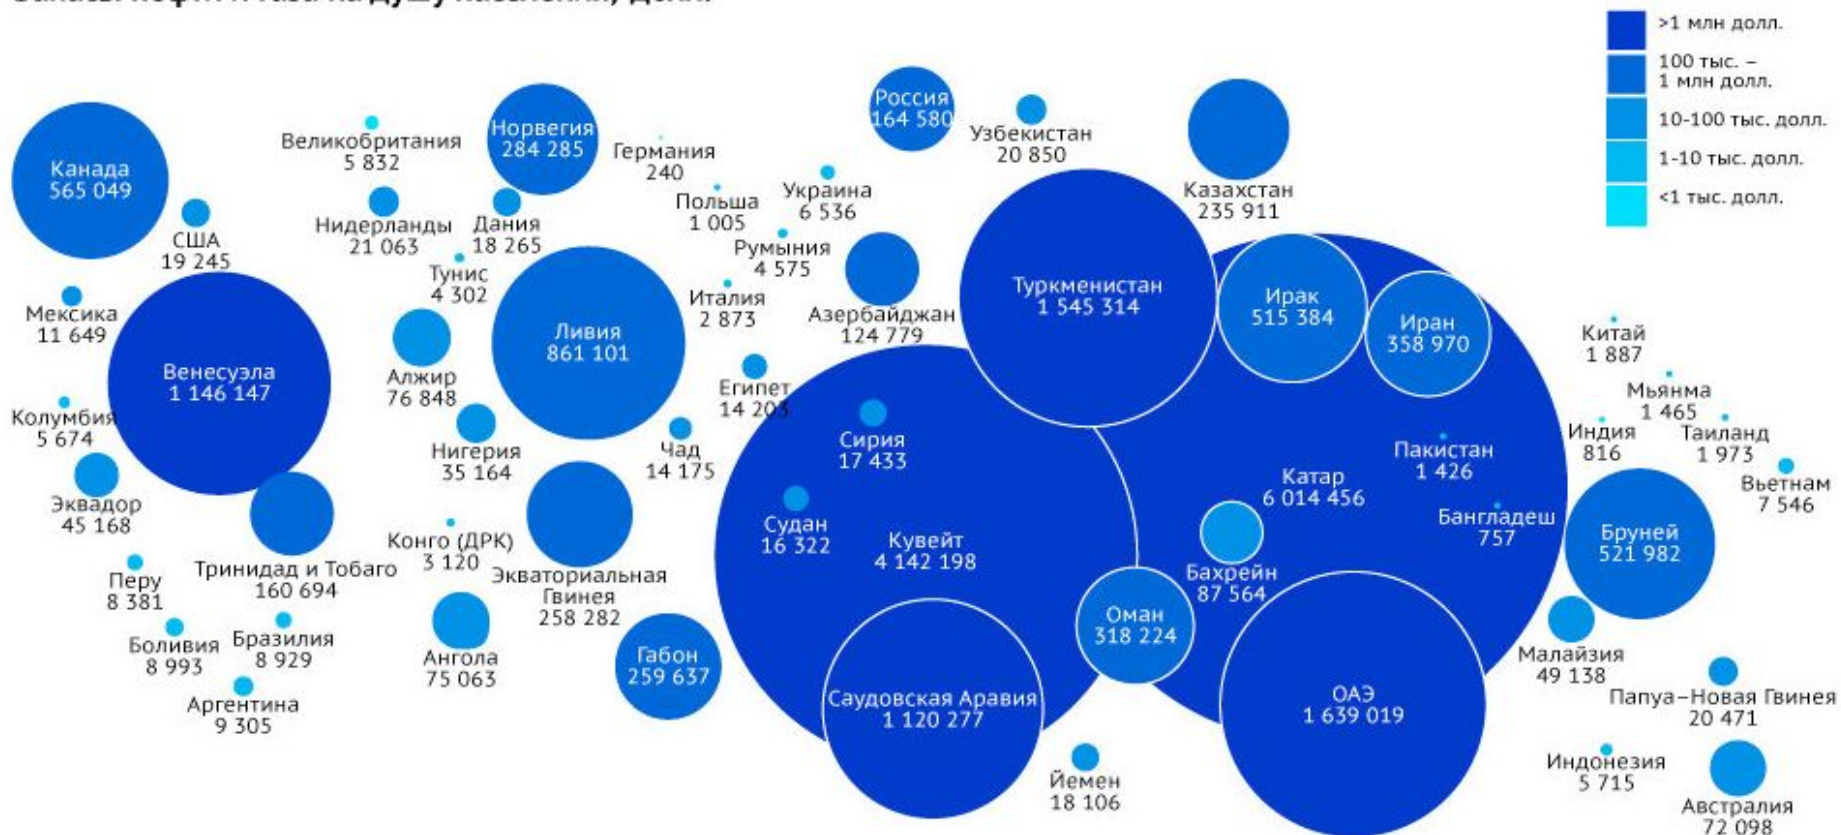 >1 млн долл.
100 тыс. –
1 млн долл.
10-100 тыс. долл.
1-10 тыс. долл.
<1 тыс. долл.
Канада
565 049
США
19 245
Мексика
11 649
Венесуэла
1 146 147
Колумбия
5 674
Эквадор
45 168
Тринидад и Тобаго
160 694
Перу
8 381
Боливия
8 993
Бразилия
8 929
Аргентина
9 305
Великобритания
5 832
Норвегия
284 285
Германия
240
Нидерланды
21 063
Дания
18 265
Польша
1 005
Украина
6 536
Румыния
4 575
Тунис
4 302
Италия
2 873
Ливия
861 101
Алжир
76 848
Египет
14 203
Нигерия
35 164
Чад
14 175
Конго (ДРК)
3 120
Экваториальная
Гвинея
258 282
Ангола
75 063
Габон
259 637
Россия
164 580
Узбекистан
20 850
Казахстан
235 911
Азербайджан
124 779
Туркменистан
1 545 314
Ирак
515 384
Иран
358 970
Сирия
17 433
Судан
16 322
Кувейт
4 142 198
Катар
6 014 456
Пакистан
1 426
Бангладеш
757
Бахрейн
87 564
Оман
318 224
Саудовская Аравия
1 120 277
ОАЭ
1 639 019
Йемен
18 106
Китай
1 887
Мьянма
1 465
Индия
816
Таиланд
1 973
Вьетнам
7 546
Бруней
521 982
Малайзия
49 138
Папуа–Новая Гвинея
20 471
Индонезия
5 715
Австралия
72 098